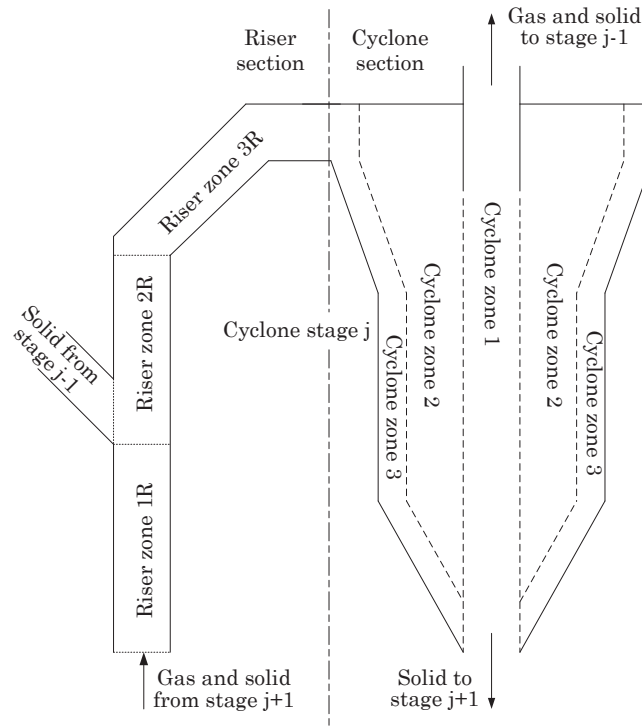 Riser
section
Cyclone
section
Gas and solid
to stage j-1
Riser zone 3R
Solid from
stage j-1
Riser zone 2R
Riser zone 1R
Cyclone stage j
Cyclone zone 3
Cyclone zone 2
Cyclone zone 1
Cyclone zone 2
Cyclone zone 3
Gas and solid
from stage j+1
Solid to
stage j+1